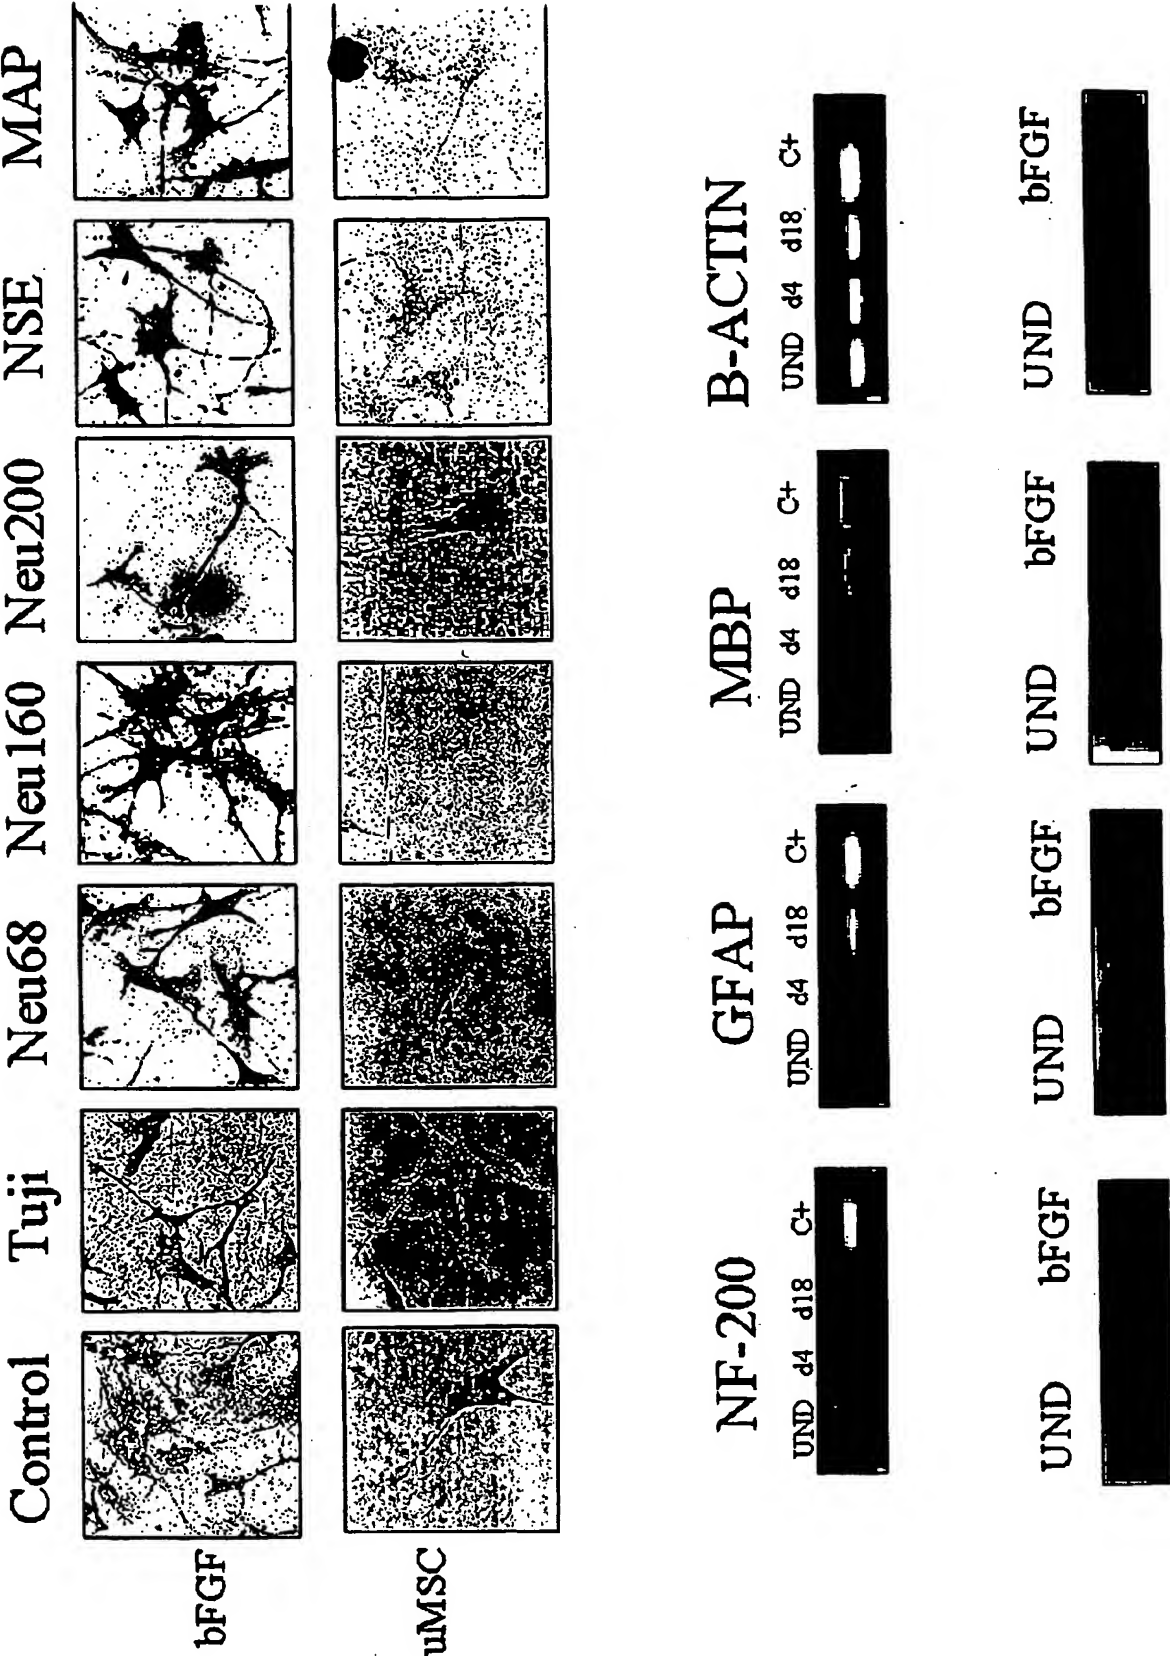 Control Tuji Neu68 Neu160 Neu200 NSE MAP
bFGF
uMSC
NF-200 GFAP MBP B-ACTIN
UND d4 d18 C+ UND d4 d18 C+ UND d4 d18 C+ UND d4 d18 C+
UND bFGF UND bFGF UND bFGF UND bFGF